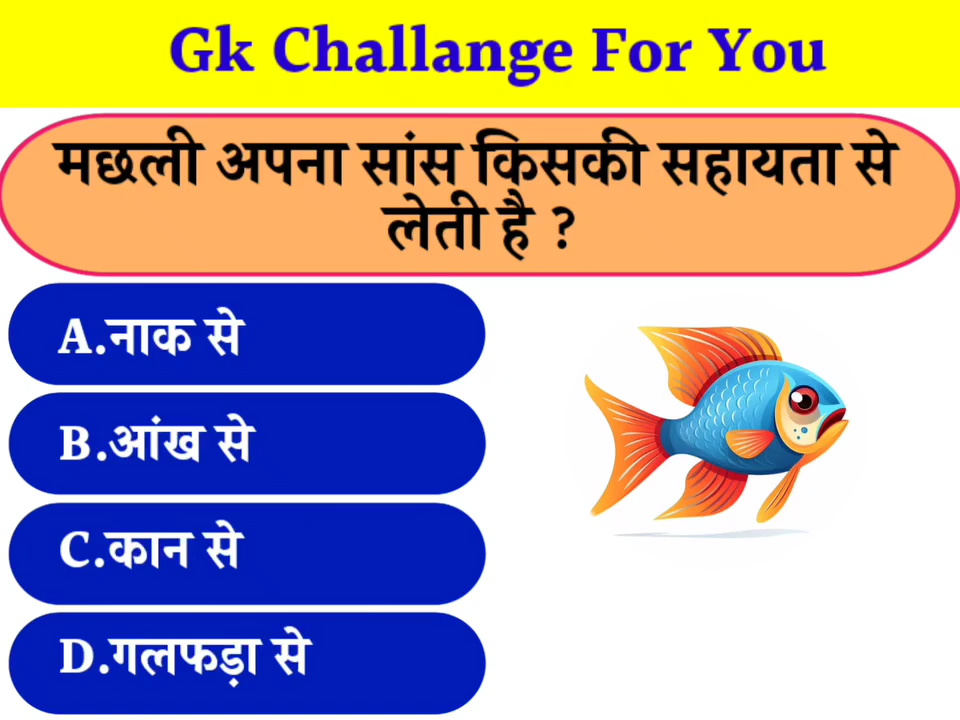 Gk Challange For You
मछली अपना सांस किसकी सहायता से
लेती है ?
A.नाक से
B.आंख से
C.कान से
D.गलफड़ा से